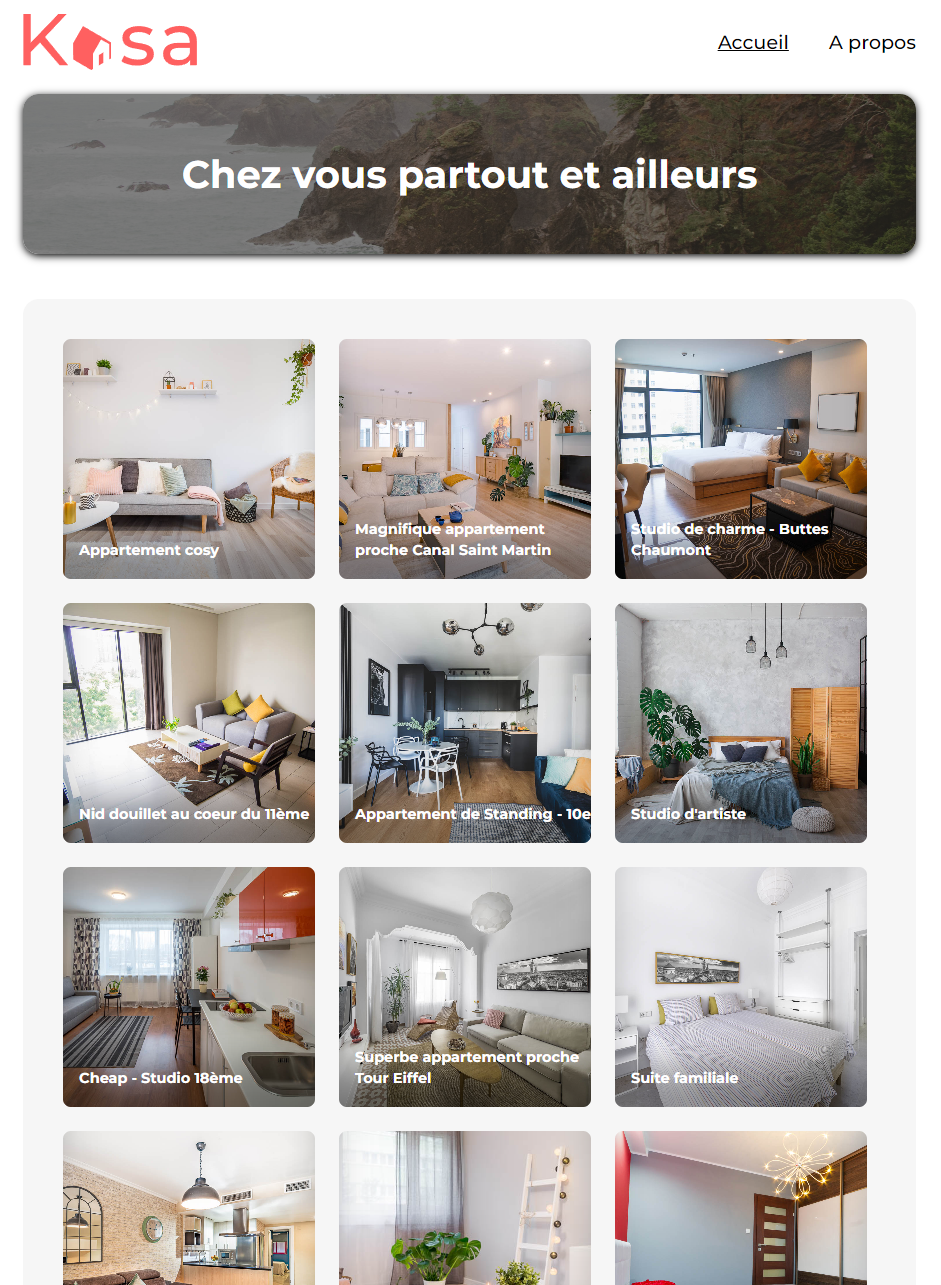 Kasa
Accueil
A propos
Chez vous partout et ailleurs
Appartement cosy
Magnifique appartement
proche Canal Saint Martin
Studio de charme - Buttes
Chaumont
Nid douillet au coeur du 11ème
Appartement de Standing - 10e
Studio d'artiste
Cheap - Studio 18ème
Superbe appartement proche
Tour Eiffel
Suite familiale